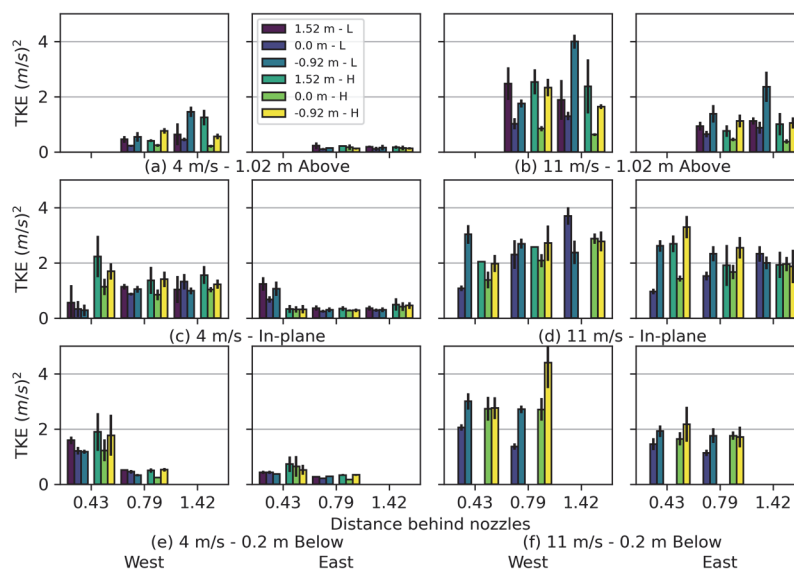 TKE (m/s)²
4
2
0
1.52 m - L
0.0 m - L
-0.92 m - L
1.52 m - H
0.0 m - H
-0.92 m - H
(a) 4 m/s - 1.02 m Above
(b) 11 m/s - 1.02 m Above
TKE (m/s)²
4
2
0
(c) 4 m/s - In-plane
(d) 11 m/s - In-plane
TKE (m/s)²
4
2
0
0.43 0.79 1.42 0.43 0.79 1.42 0.43 0.79 1.42 0.43 0.79 1.42
Distance behind nozzles
(e) 4 m/s - 0.2 m Below
(f) 11 m/s - 0.2 m Below
West East West East